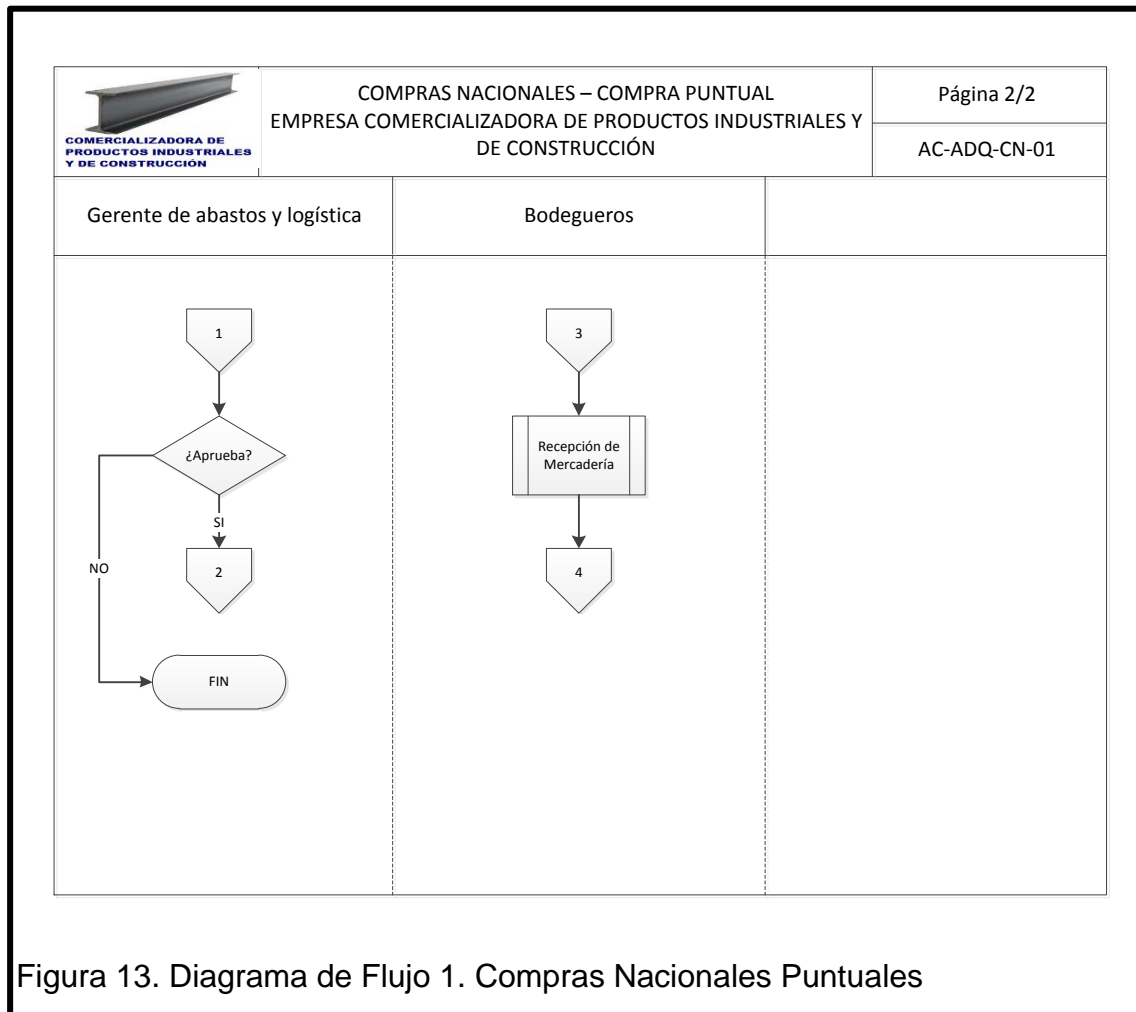 COMERCIALIZADORA DE
PRODUCTOS INDUSTRIALES
Y DE CONSTRUCCIÓN
COMPRAS NACIONALES – COMPRA PUNTUAL
EMPRESA COMERCIALIZADORA DE PRODUCTOS INDUSTRIALES Y
DE CONSTRUCCIÓN
Página 2/2
AC-ADQ-CN-01
Gerente de abastos y logística
Bodegueros
1
¿Aprueba?
SI
NO
2
FIN
3
Recepción de
Mercadería
4
Figura 13. Diagrama de Flujo 1. Compras Nacionales Puntuales